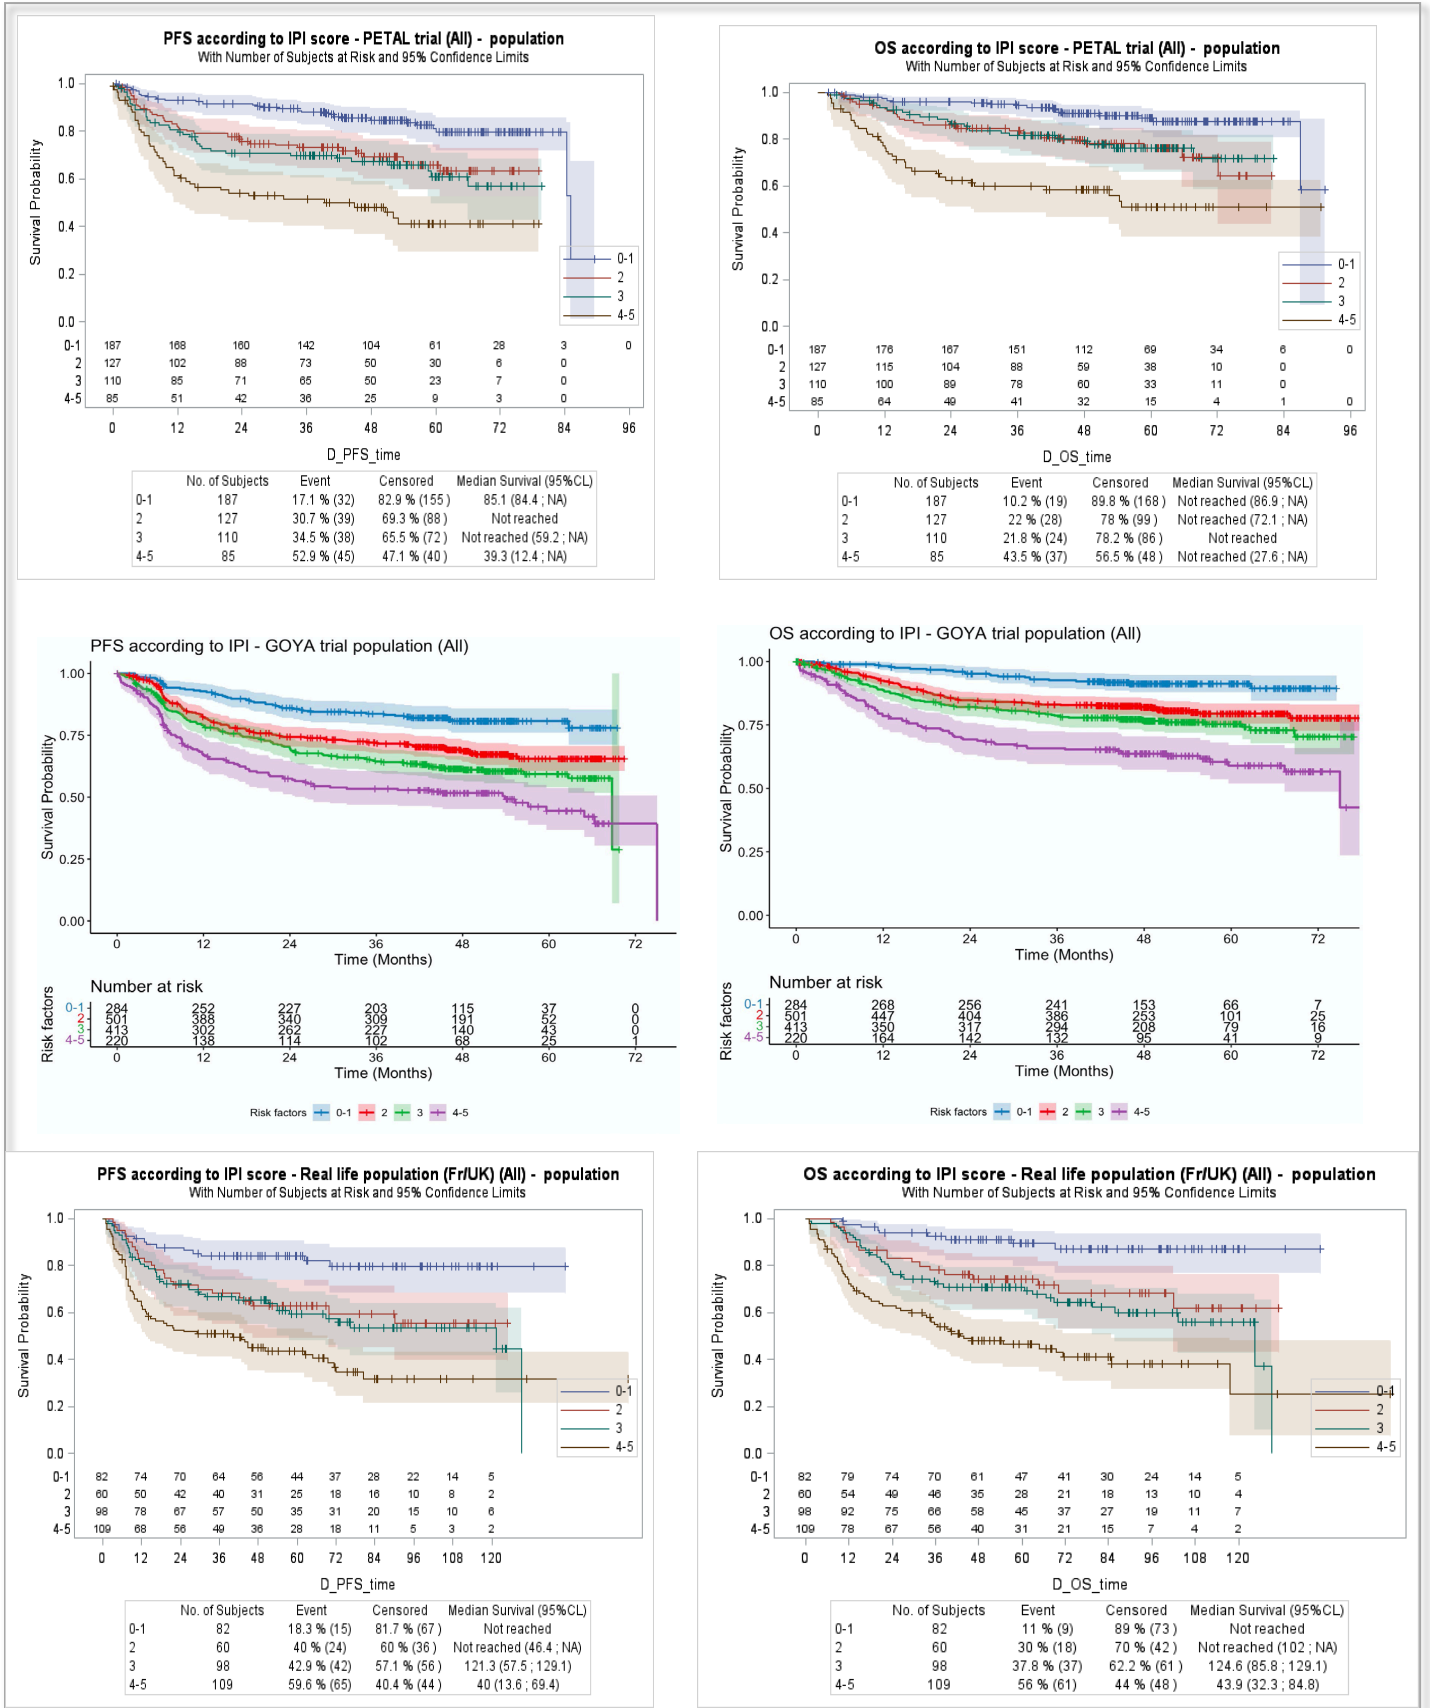 PFS according to IPI score - PETAL trial (All) - population
With Number of Subjects at Risk and 95% Confidence Limits
Survival Probability
1.0
0.8
0.6
0.4
0.2
0.0
0-1
2
3
4-5
0-1 187 168 160 142 104 61 28 3 0
2 127 102 88 73 50 30 6 0
3 110 85 71 65 50 23 7 0
4-5 85 51 42 36 25 9 3 0
0 12 24 36 48 60 72 84 96
D_PFS_time
No. of Subjects Event Censored Median Survival (95%CL)
0-1 187 17.1 % (32) 82.9 % (155 ) 85.1 (84.4 ; NA)
2 127 30.7 % (39) 69.3 % (88 ) Not reached
3 110 34.5 % (38) 65.5 % (72 ) Not reached (59.2 ; NA)
4-5 85 52.9 % (45) 47.1 % (40 ) 39.3 (12.4 ; NA)
OS according to IPI score - PETAL trial (All) - population
With Number of Subjects at Risk and 95% Confidence Limits
Survival Probability
1.0
0.8
0.6
0.4
0.2
0.0
0-1
2
3
4-5
0-1 187 176 167 151 112 69 34 6 0
2 127 115 104 88 59 38 10 0
3 110 100 89 78 60 33 11 0
4-5 85 64 49 41 32 15 4 1 0
0 12 24 36 48 60 72 84 96
D_OS_time
No. of Subjects Event Censored Median Survival (95%CL)
0-1 187 10.2 % (19) 89.8 % (168 ) Not reached (86.9 ; NA)
2 127 22 % (28) 78 % (99 ) Not reached (72.1 ; NA)
3 110 21.8 % (24) 78.2 % (86 ) Not reached
4-5 85 43.5 % (37) 56.5 % (48 ) Not reached (27.6 ; NA)
PFS according to IPI - GOYA trial population (All)
Survival Probability
1.00
0.75
0.50
0.25
0.00
0 12 24 36 48 60 72
Time (Months)
Number at risk
Risk factors
0-1 284 252 227 203 115 37 0
2 501 388 340 309 191 52 0
3 413 302 262 227 140 43 0
4-5 220 138 114 102 68 25 1
0 12 24 36 48 60 72
Time (Months)
Risk factors 0-1 2 3 4-5
OS according to IPI - GOYA trial population (All)
Survival Probability
1.00
0.75
0.50
0.25
0.00
0 12 24 36 48 60 72
Time (Months)
Number at risk
Risk factors
0-1 284 268 256 241 153 66 7
2 501 447 404 386 253 101 25
3 413 350 317 294 208 79 16
4-5 220 164 142 132 95 41 9
0 12 24 36 48 60 72
Time (Months)
Risk factors 0-1 2 3 4-5
PFS according to IPI score - Real life population (Fr/UK) (All) - population
With Number of Subjects at Risk and 95% Confidence Limits
Survival Probability
1.0
0.8
0.6
0.4
0.2
0.0
0-1
2
3
4-5
0-1 82 74 70 64 56 44 37 28 22 14 5
2 60 50 42 40 31 25 18 16 10 8 2
3 98 78 67 57 50 35 31 20 15 10 6
4-5 109 68 56 49 36 28 18 11 5 3 2
0 12 24 36 48 60 72 84 96 108 120
D_PFS_time
No. of Subjects Event Censored Median Survival (95%CL)
0-1 82 18.3 % (15) 81.7 % (67 ) Not reached
2 60 40 % (24) 60 % (36 ) Not reached (46.4 ; NA)
3 98 42.9 % (42) 57.1 % (56 ) 121.3 (57.5 ; 129.1)
4-5 109 59.6 % (65) 40.4 % (44 ) 40 (13.6 ; 69.4)
OS according to IPI score - Real life population (Fr/UK) (All) - population
With Number of Subjects at Risk and 95% Confidence Limits
Survival Probability
1.0
0.8
0.6
0.4
0.2
0.0
0-1
2
3
4-5
0-1 82 79 74 70 61 47 41 30 24 14 5
2 60 54 49 46 35 28 21 18 13 10 4
3 98 92 75 66 58 45 37 27 19 11 7
4-5 109 78 67 56 40 31 21 15 7 4 2
0 12 24 36 48 60 72 84 96 108 120
D_OS_time
No. of Subjects Event Censored Median Survival (95%CL)
0-1 82 11 % (9) 89 % (73 ) Not reached
2 60 30 % (18) 70 % (42 ) Not reached (102 ; NA)
3 98 37.8 % (37) 62.2 % (61 ) 124.6 (85.8 ; 129.1)
4-5 109 56 % (61) 44 % (48 ) 43.9 (32.3 ; 84.8)